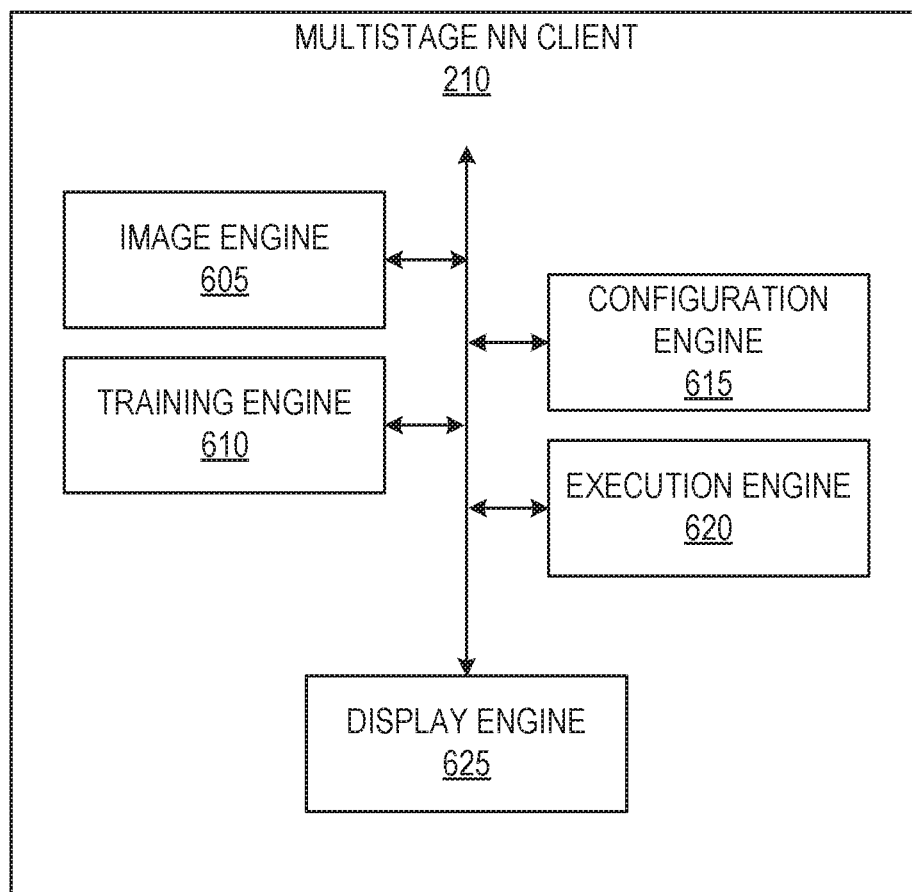 MULTISTAGE NN CLIENT
210
IMAGE ENGINE
605
CONFIGURATION
ENGINE
615
TRAINING ENGINE
610
EXECUTION ENGINE
620
DISPLAY ENGINE
625